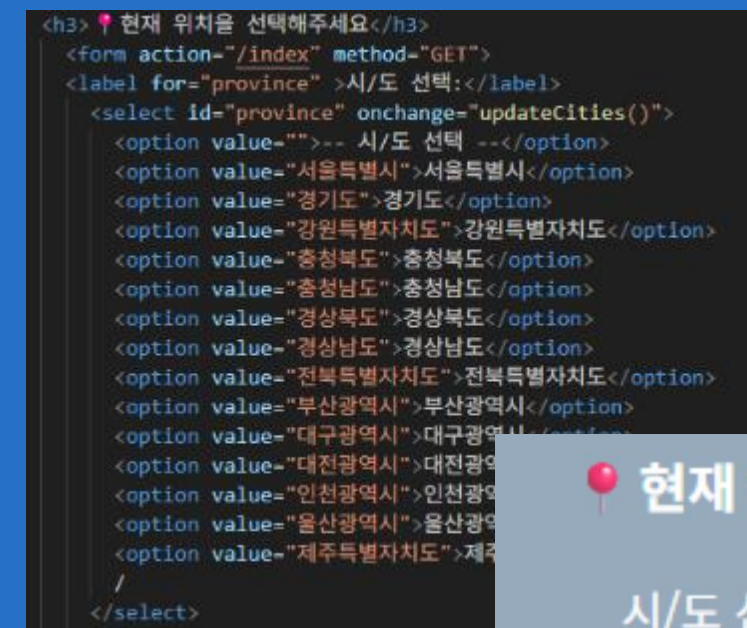 <h3>📍현재 위치을 선택해주세요</h3>
<form action="/index" method="GET">
<label for="province" >시/도 선택:</label>
<select id="province" onchange="updateCities()">
<option value="">-- 시/도 선택 --</option>
<option value="서울특별시">서울특별시</option>
<option value="경기도">경기도</option>
<option value="강원특별자치도">강원특별자치도</option>
<option value="충청북도">충청북도</option>
<option value="충청남도">충청남도</option>
<option value="경상북도">경상북도</option>
<option value="경상남도">경상남도</option>
<option value="전북특별자치도">전북특별자치도</option>
<option value="부산광역시">부산광역시</option>
<option value="대구광역시">대구광
<option value="대전광역시">대전광
<option value="인천광역시">인천광
<option value="울산광역시">울산광
<option value="제주특별자치도">제
/
</select>
📍 현재
시/도